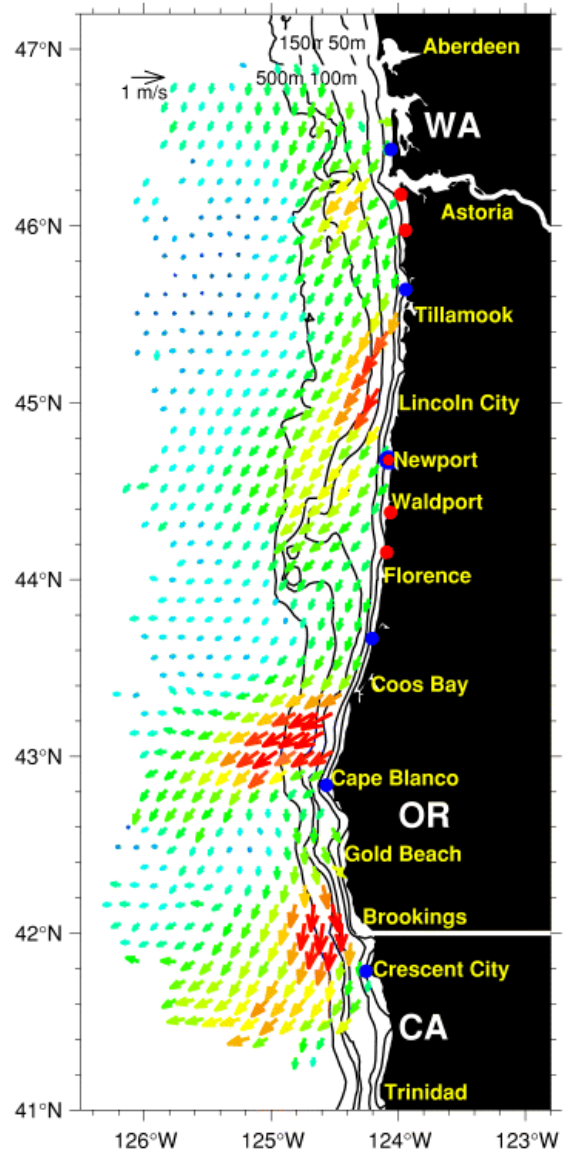 47°N
Aberdeen
150m 50m
500m 100m
1 m/s
WA
46°N
Astoria
Tillamook
45°N
Lincoln City
Newport
Waldport
44°N
Florence
Coos Bay
43°N
Cape Blanco
OR
Gold Beach
Brookings
42°N
Crescent City
CA
Trinidad
41°N
126°W 125°W 124°W 123°W